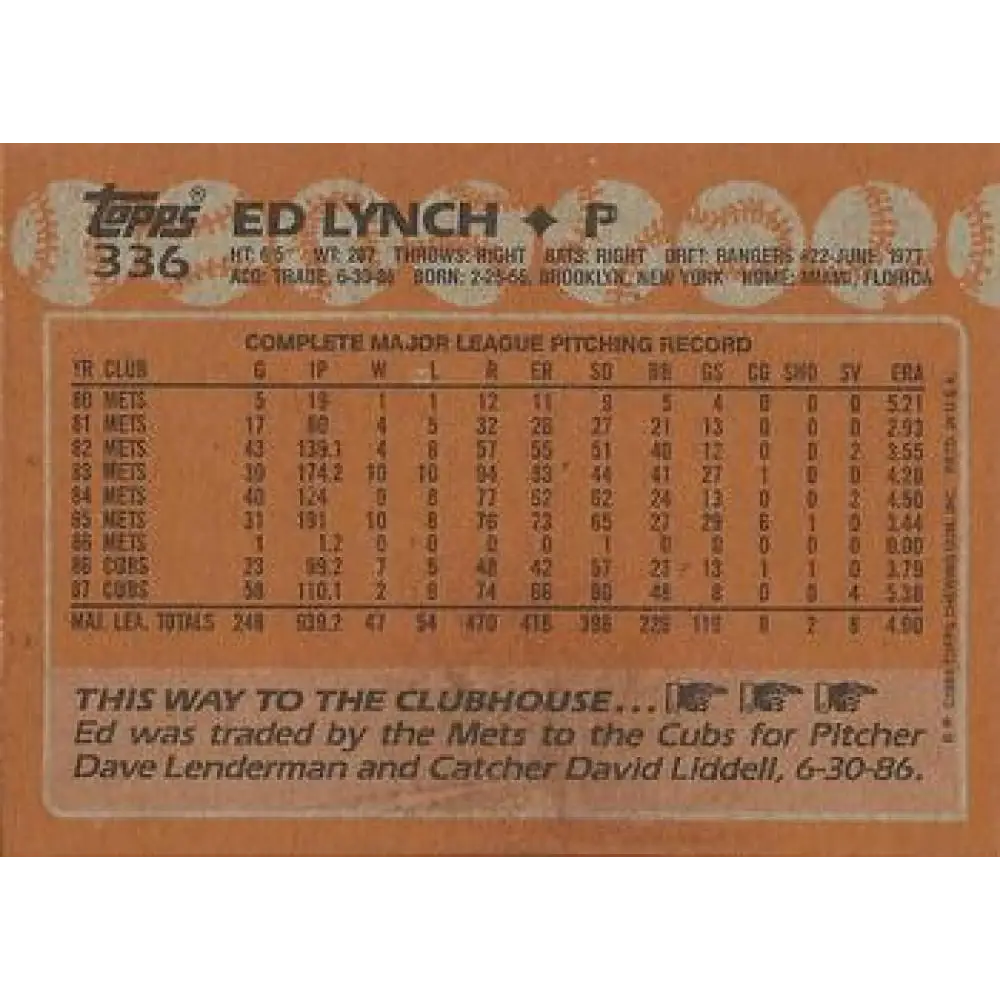 topps®
336
ED LYNCH ✦ P
HT: 6'5" WT: 207 THROWS: RIGHT BATS: RIGHT DRFT: RANGERS #22-JUNE, 1977
ACQ: TRADE, 6-30-86 BORN: 2-25-56, BROOKLYN, NEW YORK HOME: MIAMI, FLORIDA
COMPLETE MAJOR LEAGUE PITCHING RECORD
YR CLUB G IP W L R ER SO BB GS CG SHO SV ERA
80 METS 5 19 1 1 12 11 9 5 4 0 0 0 5.21
81 METS 17 80 4 5 32 26 27 21 13 0 0 0 2.93
82 METS 43 139.1 4 8 57 55 51 40 12 0 0 2 3.55
83 METS 30 174.2 10 10 94 83 44 41 27 1 0 0 4.28
84 METS 40 124 9 8 77 62 62 24 13 0 0 2 4.50
85 METS 31 191 10 8 76 73 65 27 29 6 1 0 3.44
86 METS 1 1.2 0 0 0 0 1 0 0 0 0 0 0.00
86 CUBS 23 99.2 7 5 48 42 57 23 13 1 1 0 3.79
87 CUBS 58 110.1 2 9 74 66 80 48 8 0 0 4 5.38
MAJ. LEA. TOTALS 248 939.2 47 54 470 418 396 229 119 8 2 8 4.00
THIS WAY TO THE CLUBHOUSE...
Ed was traded by the Mets to the Cubs for Pitcher
Dave Lenderman and Catcher David Liddell, 6-30-86.